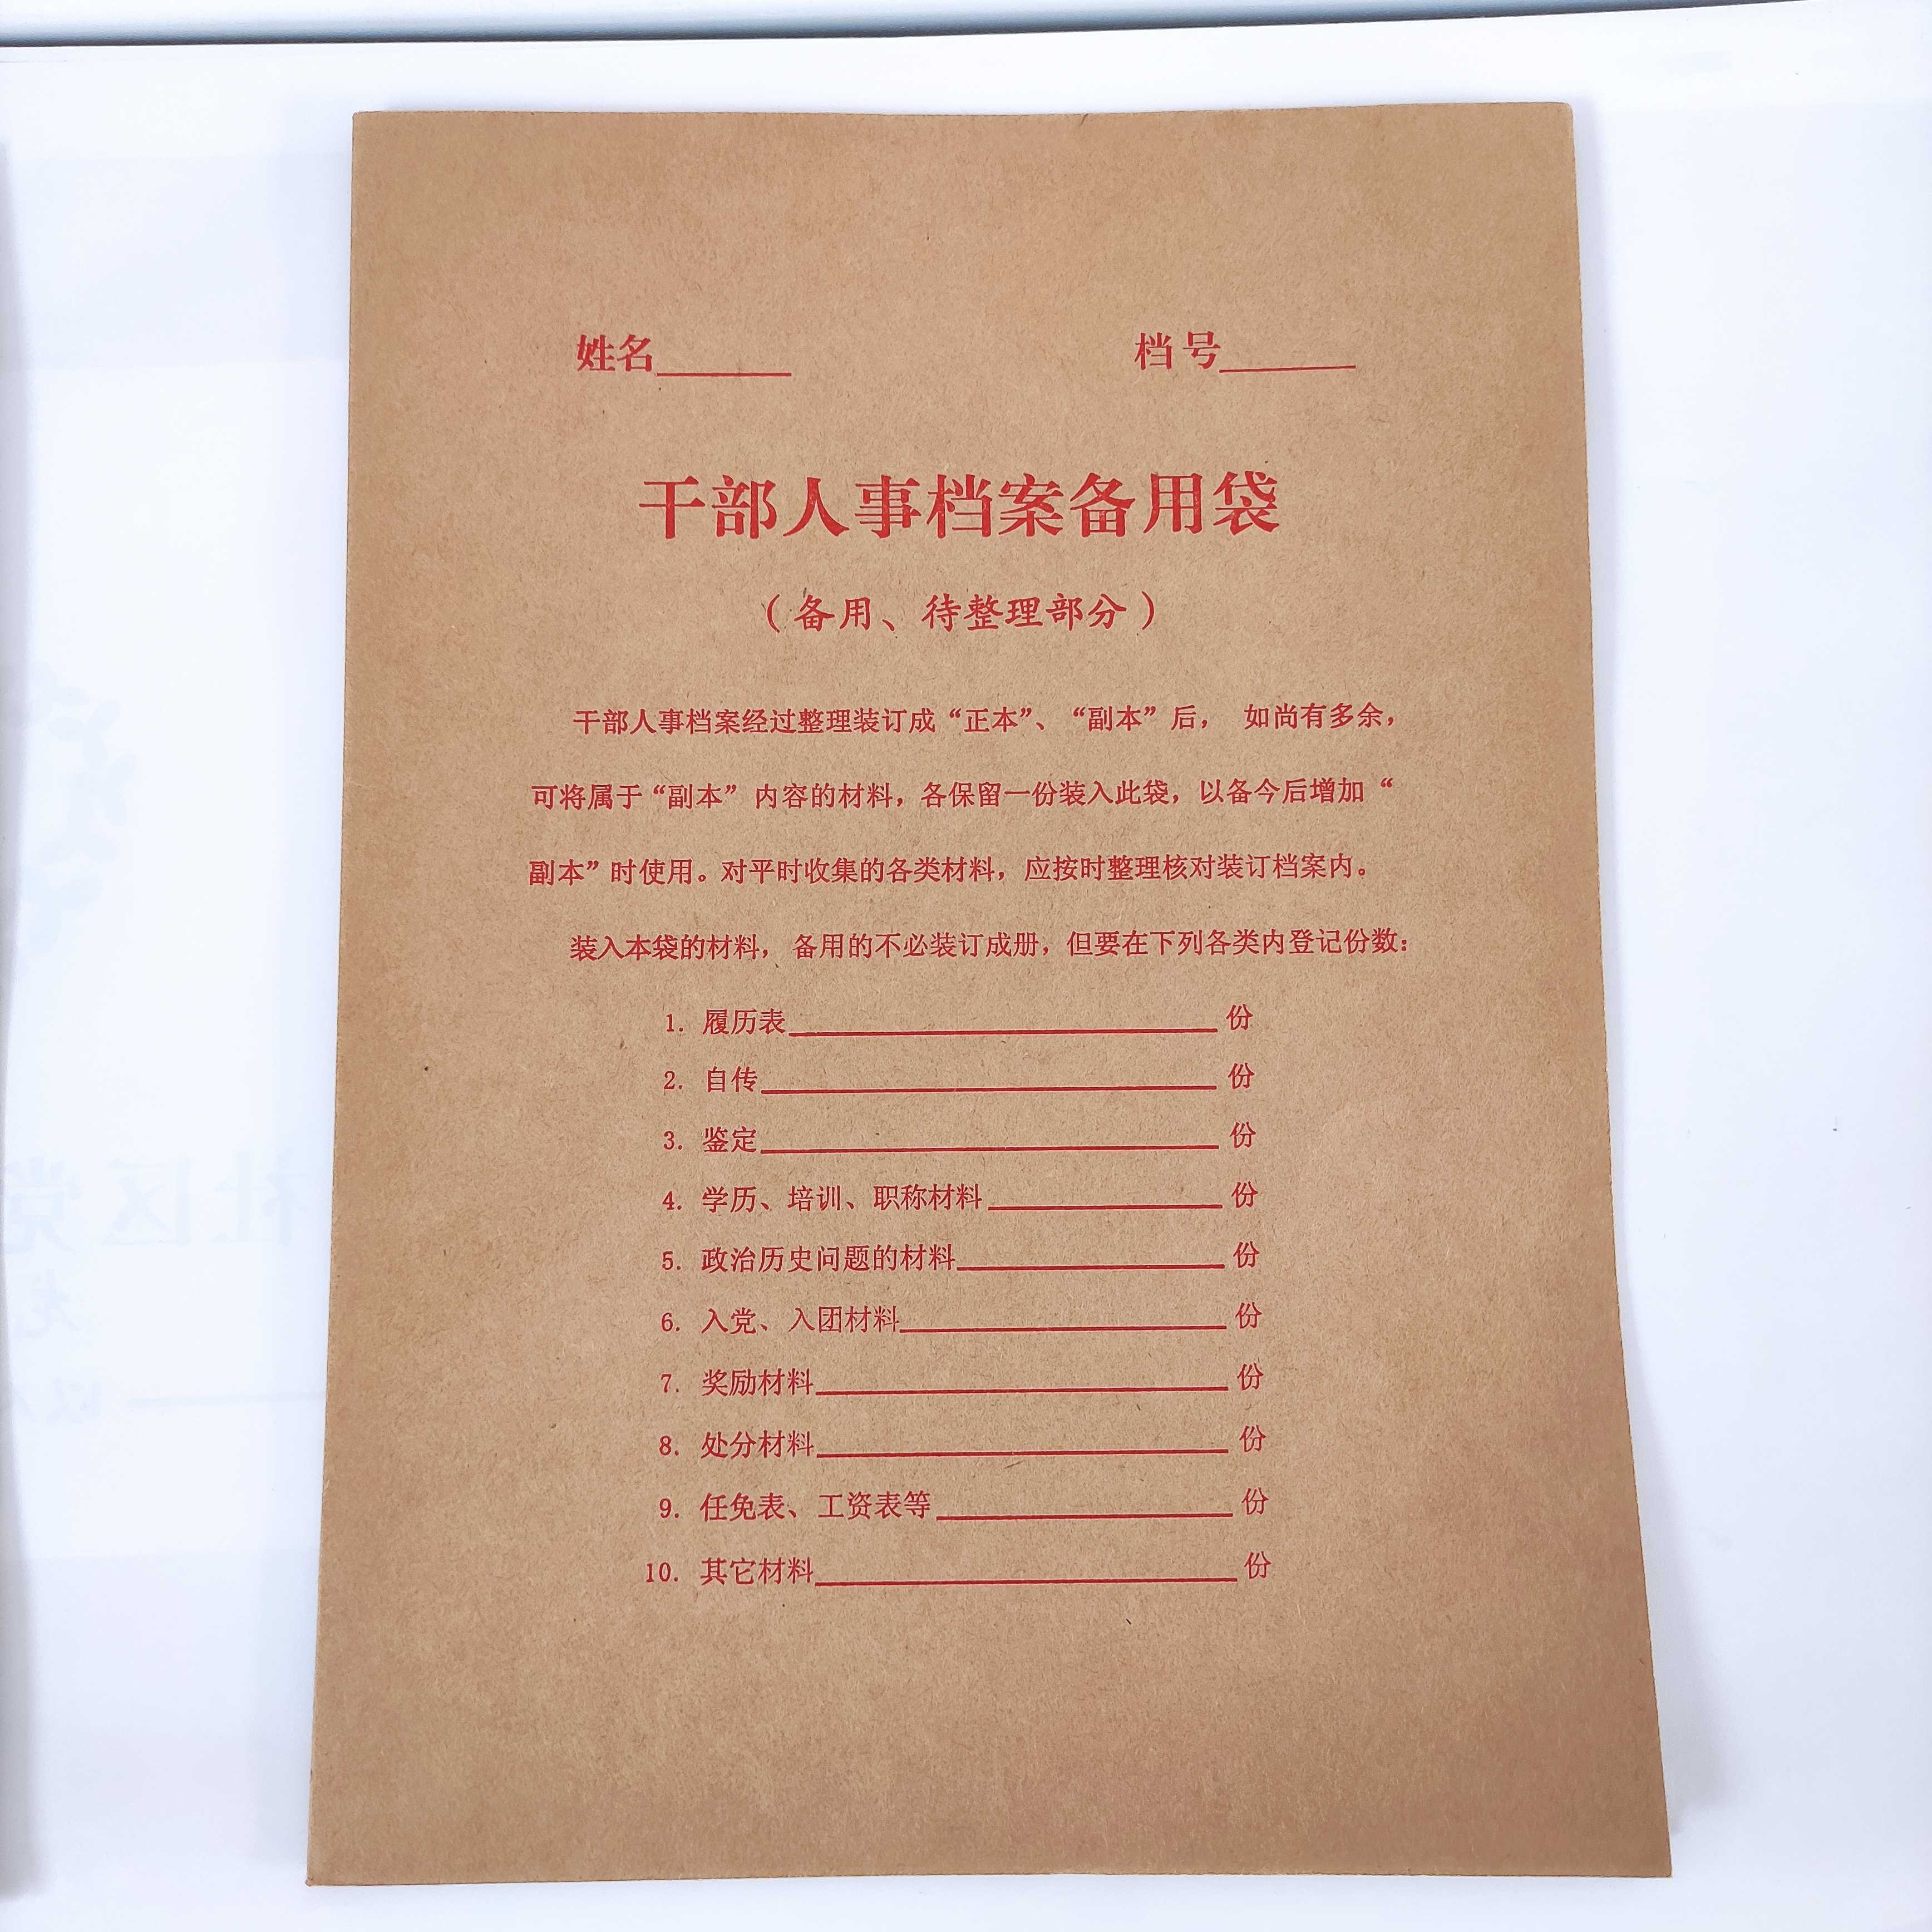 姓名______ 档号______
干部人事档案备用袋
（备用、待整理部分）
干部人事档案经过整理装订成“正本”、“副本”后， 如尚有多余，
可将属于“副本” 内容的材料，各保留一份装入此袋，以备今后增加“
副本”时使用。对平时收集的各类材料，应按时整理核对装订档案内。
装入本袋的材料， 备用的不必装订成册，但要在下列各类内登记份数：
1. 履历表______份
2. 自传______份
3. 鉴定______份
4. 学历、培训、职称材料______份
5. 政治历史问题的材料______份
6. 入党、入团材料______份
7. 奖励材料______份
8. 处分材料______份
9. 任免表、工资表等______份
10. 其它材料______份
社区党